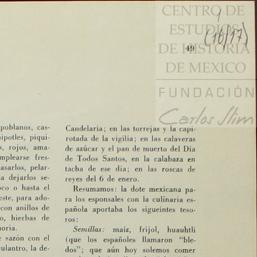 CENTRO DE
ESTUDIOS
DE HISTORIA
DE MEXICO
FUNDACIÓN
Carlos Slim
(16/17)
49
poblanos, cas-
ipotles, piqui-
, rojos, ama-
mplearse fres-
asarlos, pelar-
a dejarlos se-
oco o hasta el
este, para ado-
con anillos de
o, hierbas de
oria.
e sazón con el
ulantro, la de-
Candelaria; en las torrejas y la capi-
rotada de la vigilia; en las calaveras
de azúcar y el pan de muerto del Día
de Todos Santos, en la calabaza en
tacha de ese día; en las roscas de
reyes del 6 de enero.
Resumamos: la dote mexicana pa-
ra los esponsales con la culinaria es-
pañola aportaba los siguientes teso-
ros:
Semillas: maíz, frijol, huauhtli
(que los españoles llamaron "ble-
dos"; que aún hoy solemos comer